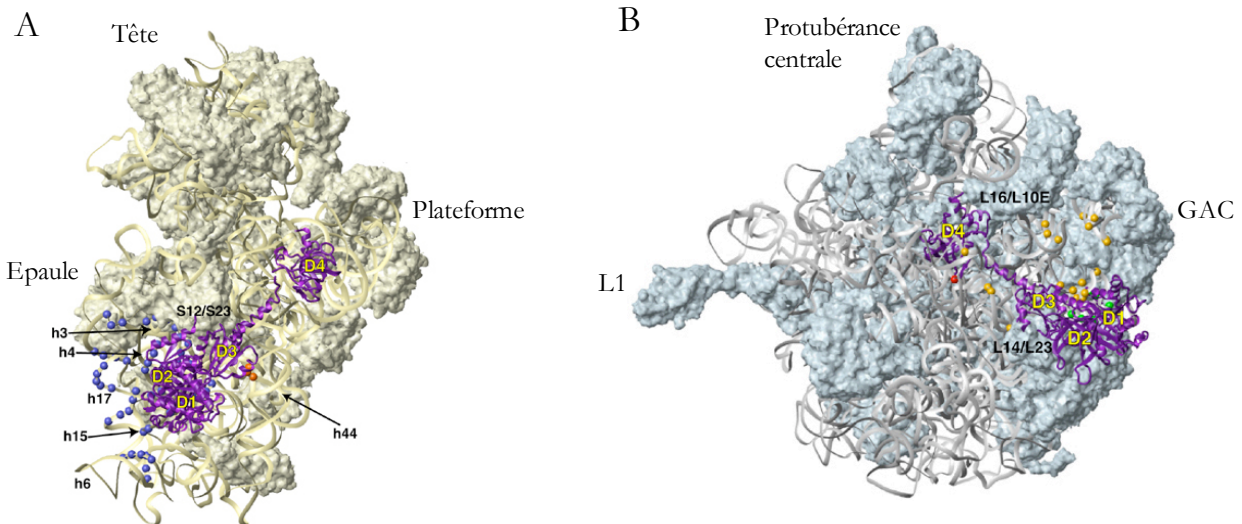 A
Tête
Plateforme
Epaule
S12/S23
h3
h4
h17
h15
h6
h44
D4
D3
D2
D1
B
Protubérance
centrale
L16/L10E
GAC
L1
D4
D3
D1
D2
L14/L23